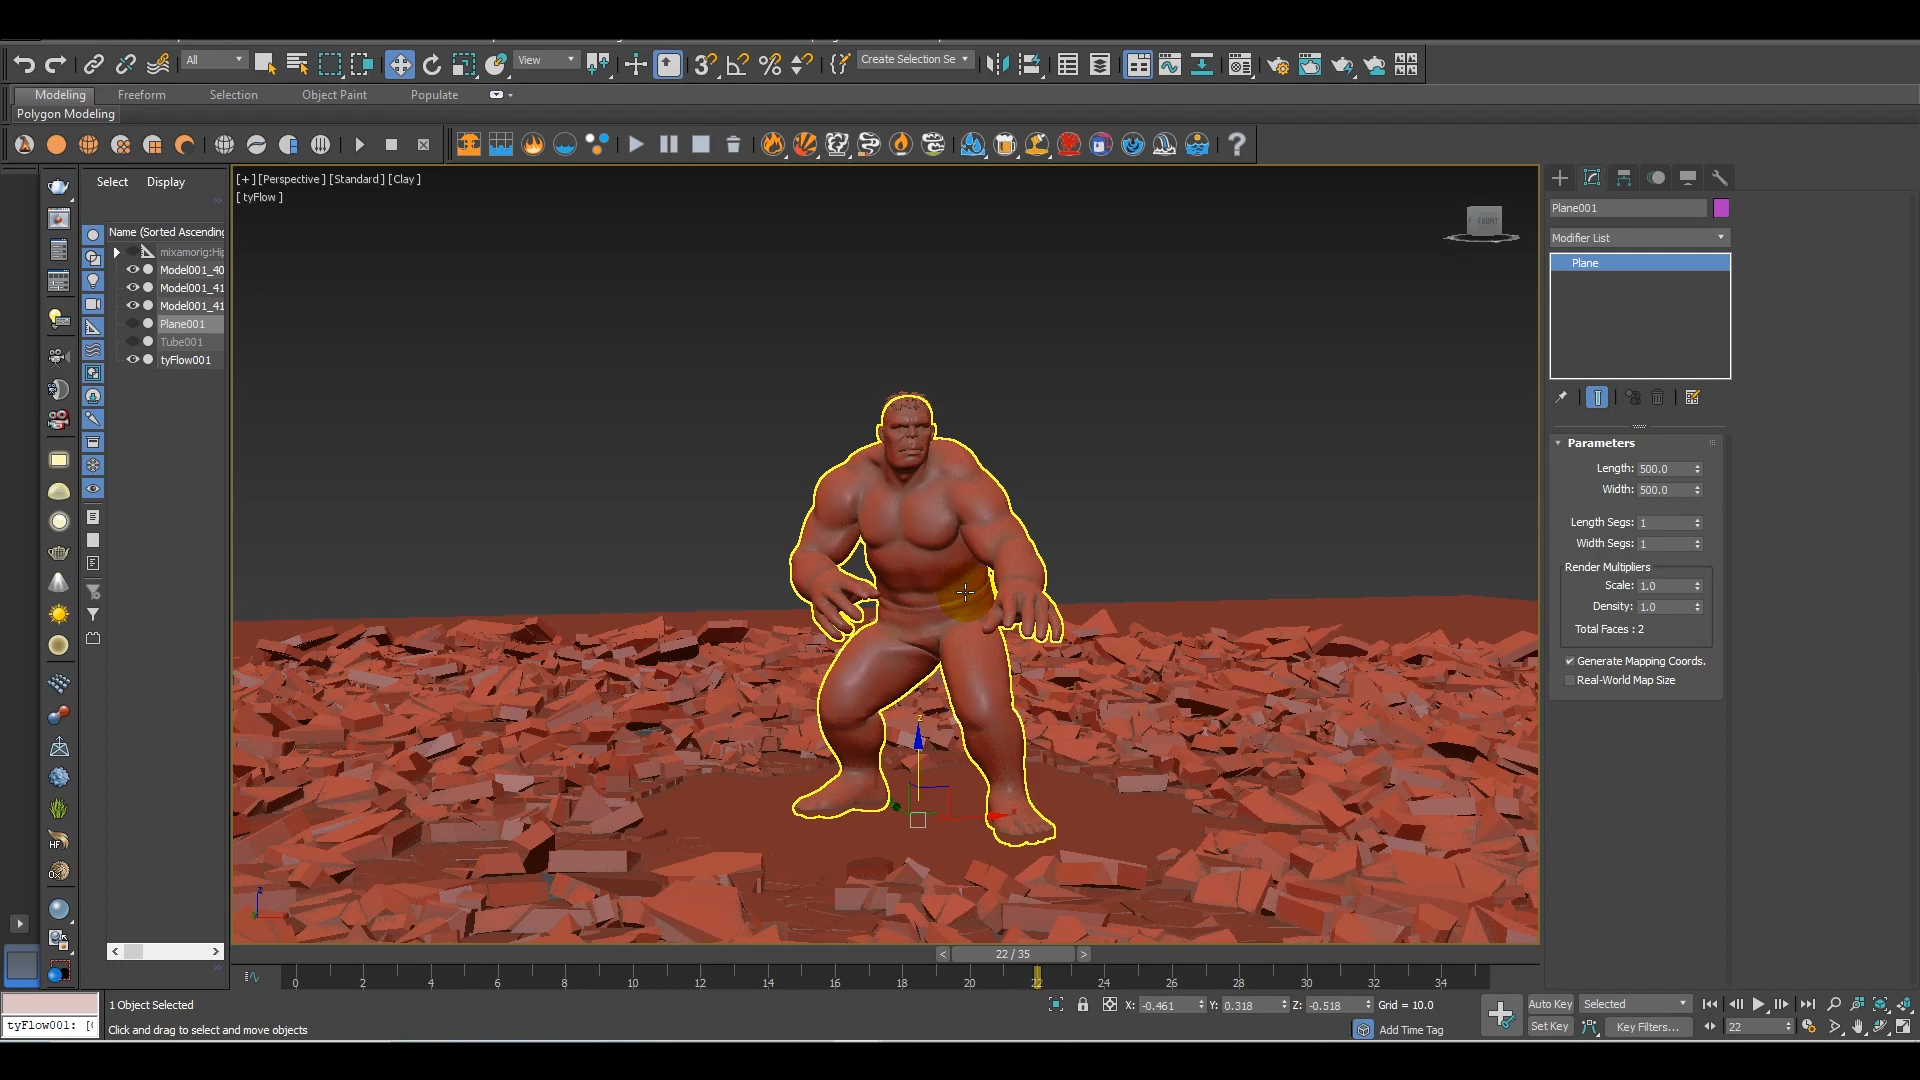 All
View
Create Selection Se
Modeling
Freeform
Selection
Object Paint
Populate
Polygon Modeling
Select
Display
Name (Sorted Ascending
mixamorig:Hi
Model001_40
Model001_41
Model001_41
Plane001
Tube001
tyFlow001
[+] [Perspective ] [Standard ] [Clay ]
[ tyFlow ]
FRONT
z
z
Plane001
Modifier List
Plane
Parameters
Length: 500.0
Width: 500.0
Length Segs: 1
Width Segs: 1
Render Multipliers
Scale: 1.0
Density: 1.0
Total Faces : 2
Generate Mapping Coords.
Real-World Map Size
HF
22 / 35
0 2 4 6 8 10 12 14 16 18 20 22 24 26 28 30 32 34
1 Object Selected
X: -0.461 Y: 0.318 Z: -0.518 Grid = 10.0
Auto Key
Selected
tyFlow001: [
Click and drag to select and move objects
Add Time Tag
Set Key
Key Filters...
22